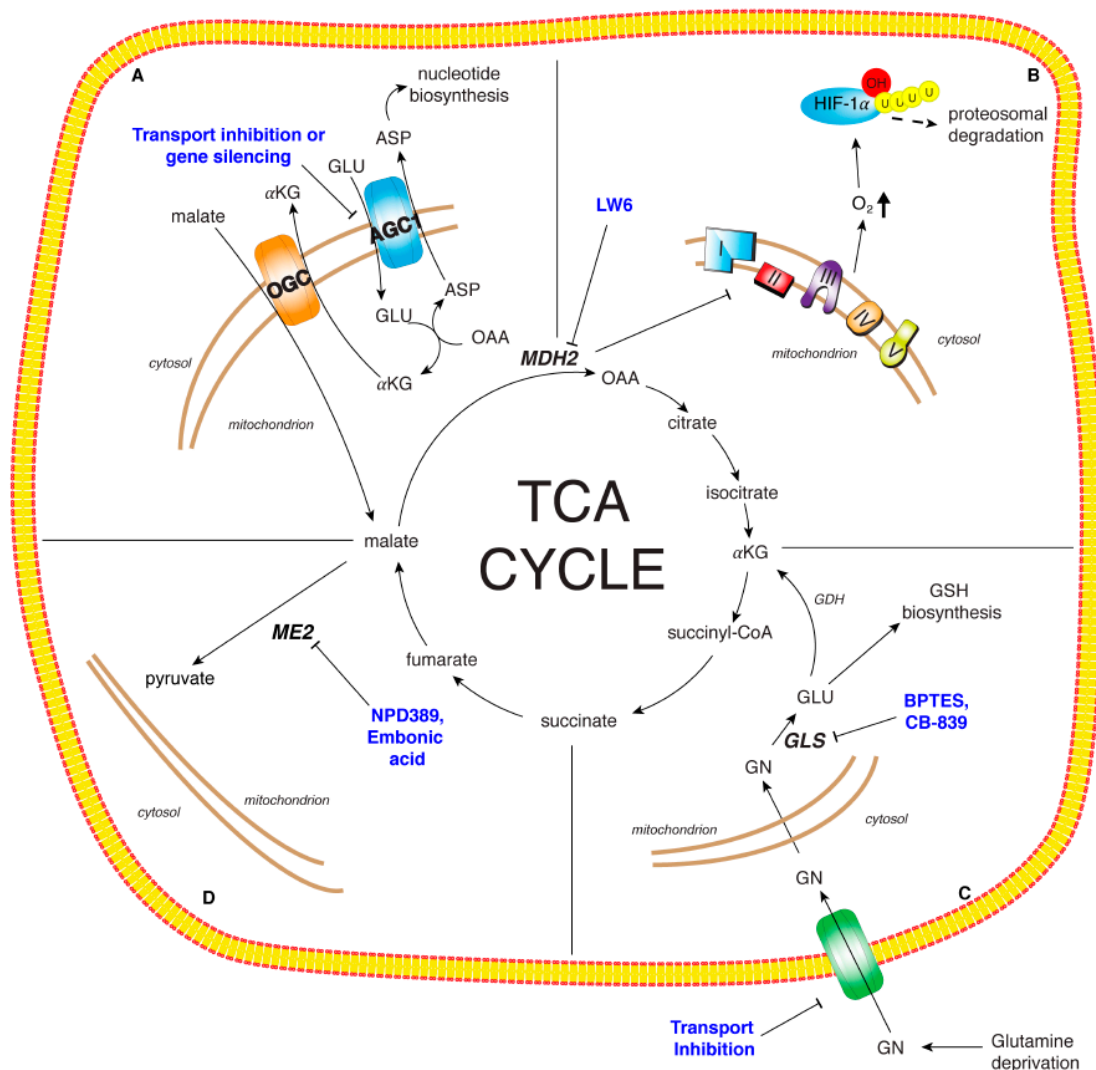 A
nucleotide
biosynthesis
Transport inhibition or
gene silencing
ASP
GLU
αKG
malate
AGC1
OGC
ASP
GLU
OAA
αKG
cytosol
mitochondrion
B
OH
HIF-1α
U U U U
proteosomal
degradation
O2
LW6
I
II
III
IV
V
mitochondrion
cytosol
MDH2
OAA
citrate
isocitrate
αKG
succinyl-CoA
succinate
fumarate
malate
TCA
CYCLE
GDH
GSH
biosynthesis
GLU
BPTES,
CB-839
GLS
GN
mitochondrion
cytosol
GN
C
Transport
Inhibition
GN
Glutamine
deprivation
ME2
pyruvate
NPD389,
Embonic
acid
mitochondrion
cytosol
D